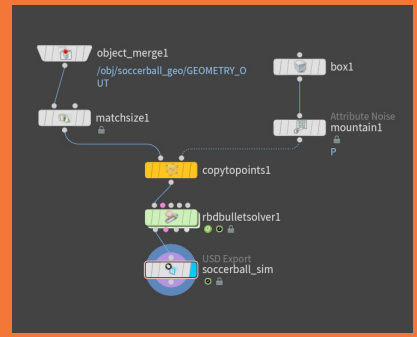 object_merge1
/obj/soccerball_geo/GEOMETRY_O
UT
box1
matchsize1
Attribute Noise
mountain1
P
copytopoints1
rbdbulletsolver1
USD Export
soccerball_sim